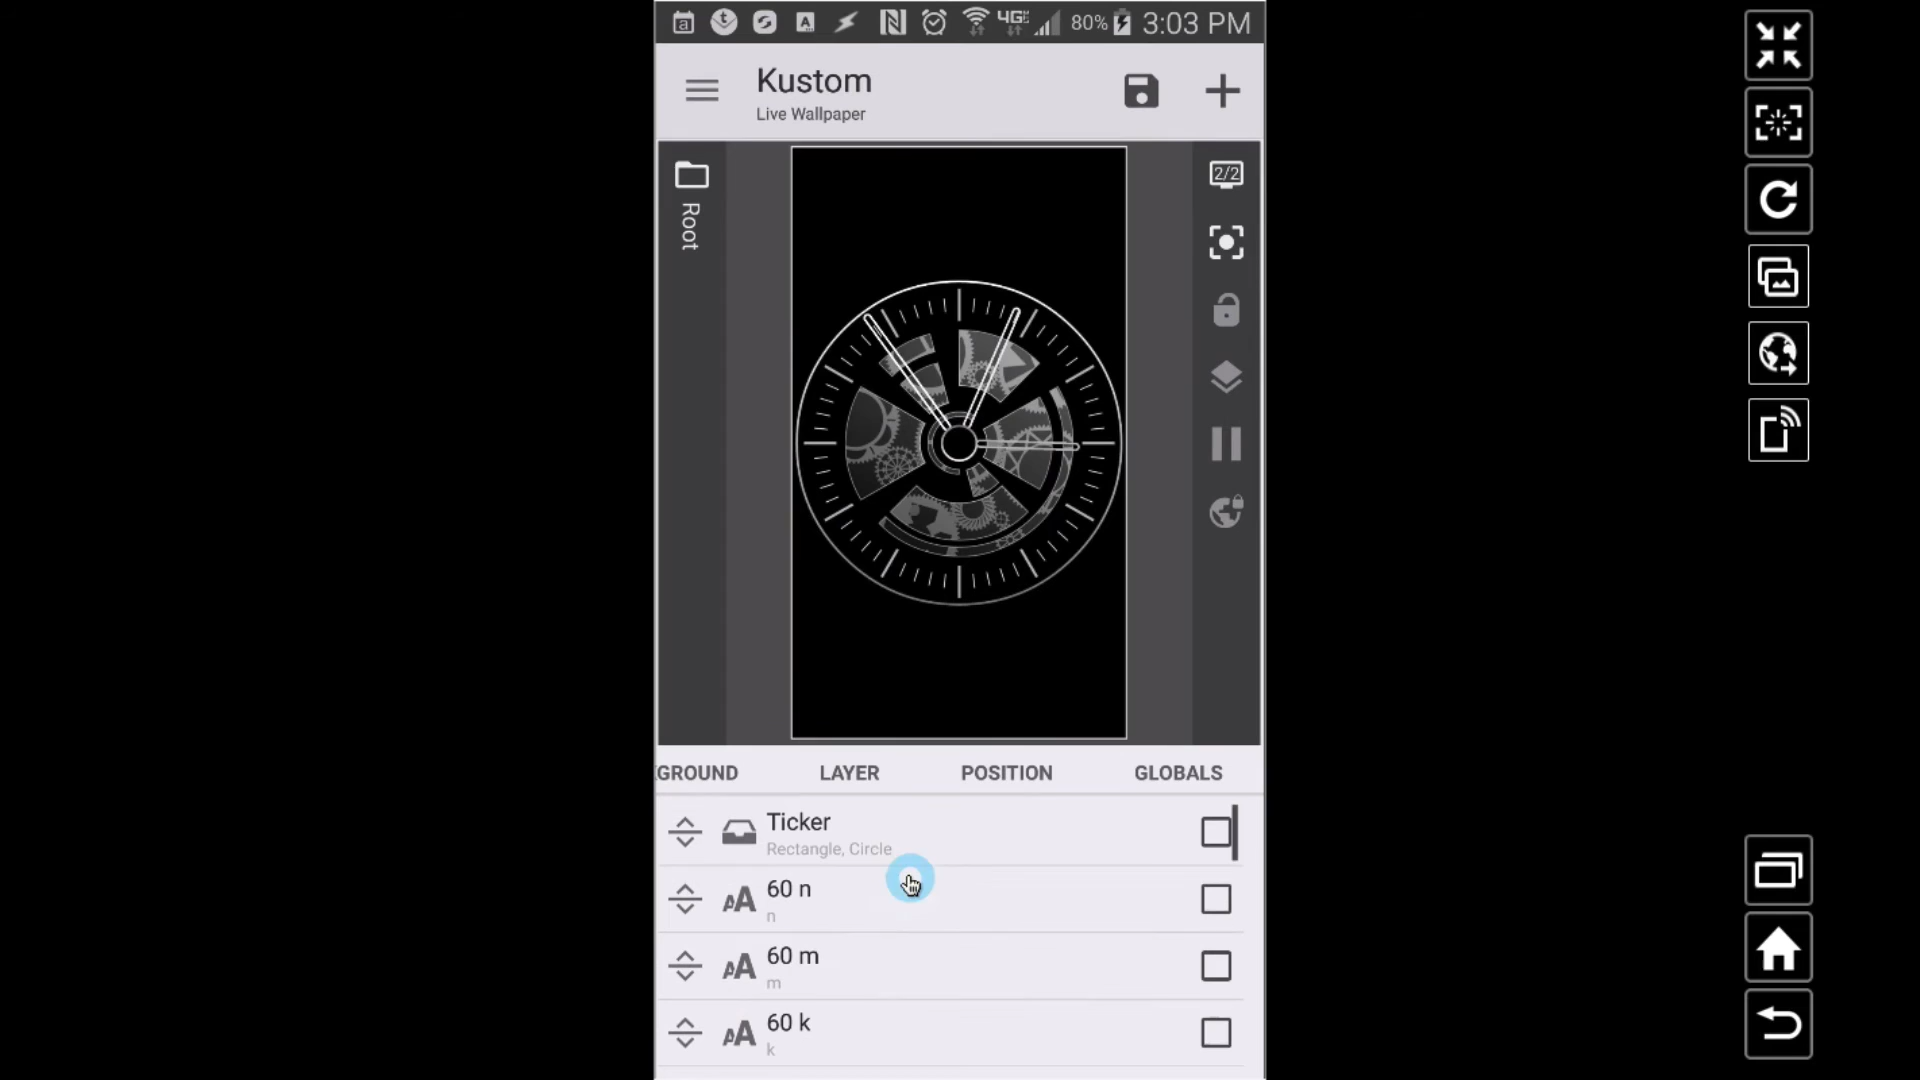 80% 3:03 PM
Kustom
Live Wallpaper
2/2
Root
GROUND LAYER POSITION GLOBALS
Ticker
Rectangle, Circle
60 n
n
60 m
m
60 k
k